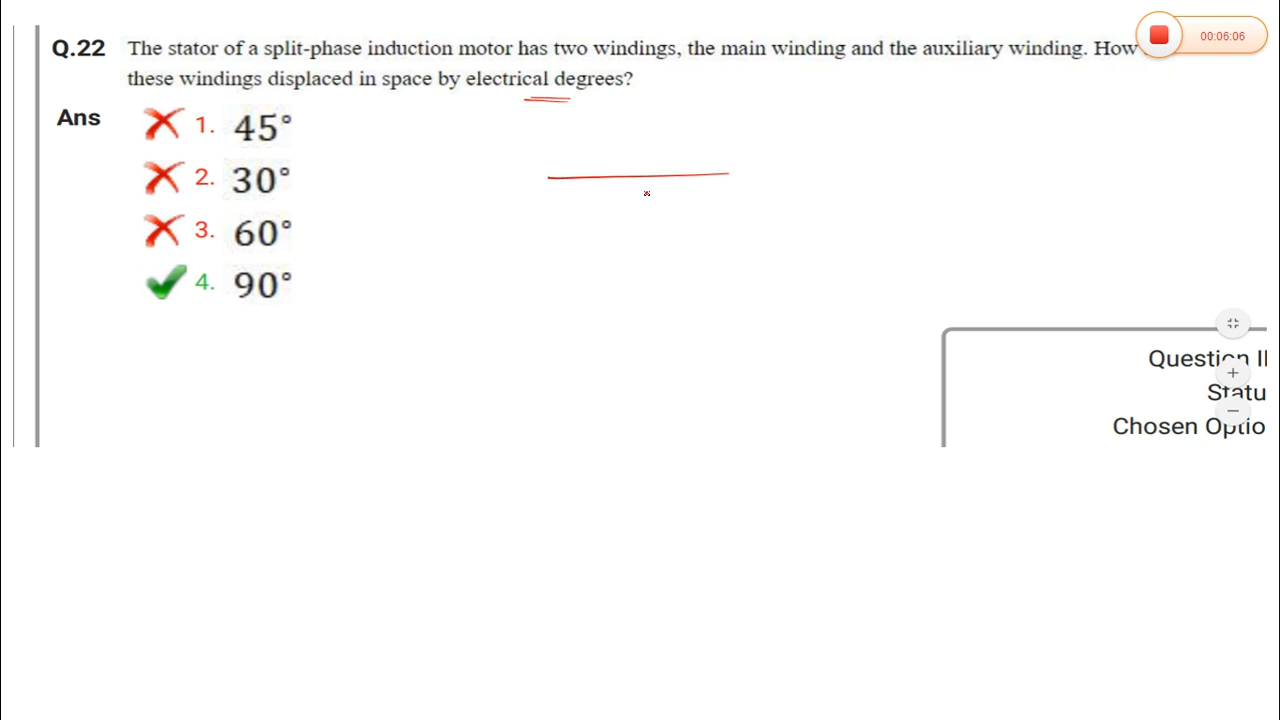 Q.22 The stator of a split-phase induction motor has two windings, the main winding and the auxiliary winding. How
these windings displaced in space by electrical degrees?
Ans 1. 45°
2. 30°
3. 60°
4. 90°
00:06:06
Question I
Statu
Chosen Optio